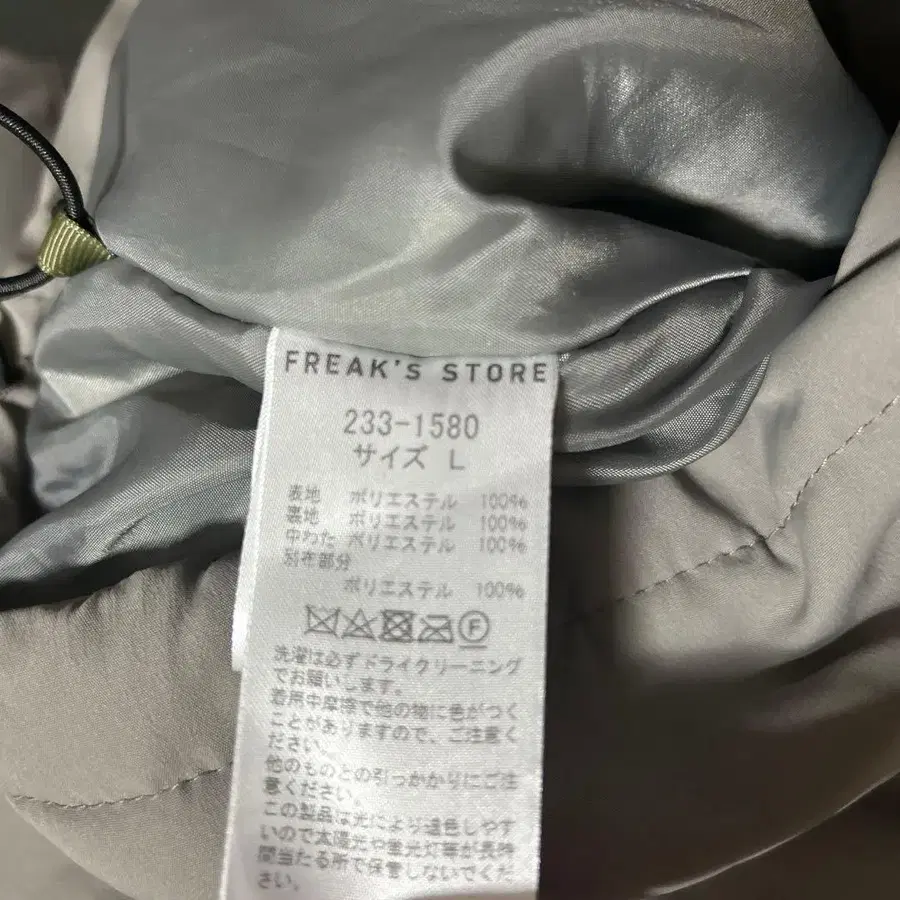 FREAK'S STORE
233-1580
サイズ L
表地 ポリエステル 100%
裏地 ポリエステル 100%
中わた ポリエステル 100%
別布部分
ポリエステル 100%
F
洗濯は必ずドライクリーニング
でお願いします。
着用中摩擦で他の物に色がつく
ことがありますので、ご注意く
ださい。
他のものとの引っかかりにご注
意ください。
この製品は光により退色しやす
いので太陽光や蛍光灯等が長時
間当たる所で保管しないでくだ
さい。